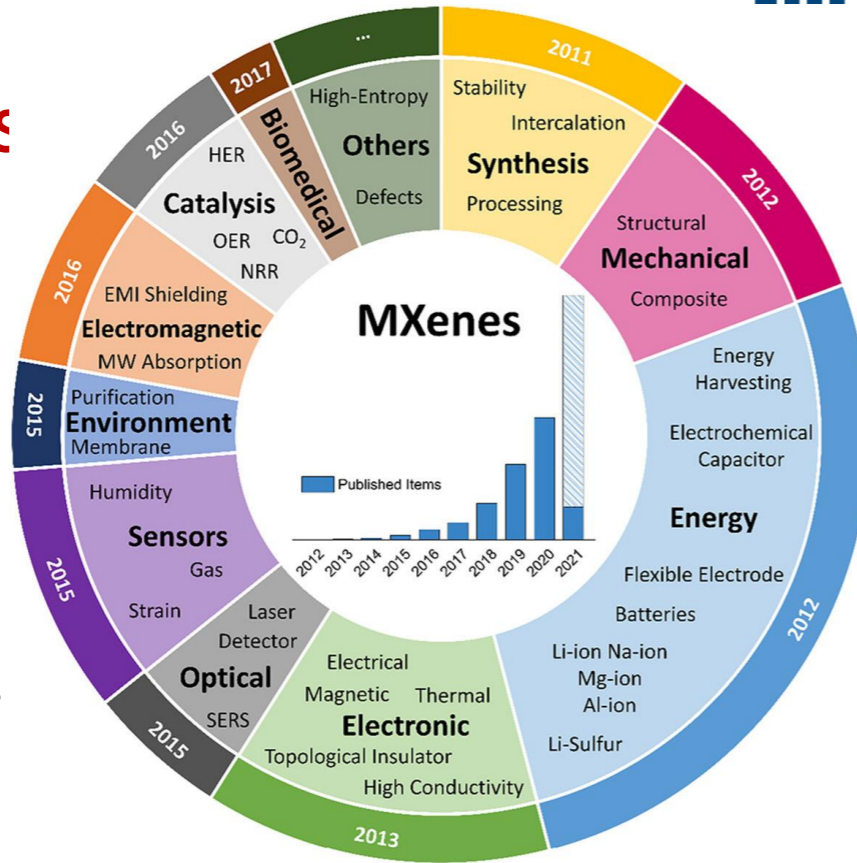 MXenes
Published Items
2012
2013
2014
2015
2016
2017
2018
2019
2020
2021
2011
Stability
Intercalation
Synthesis
Processing
2012
Structural
Mechanical
Composite
2012
Energy
Harvesting
Electrochemical
Capacitor
Energy
Flexible Electrode
Batteries
Li-ion Na-ion
Mg-ion
Al-ion
Li-Sulfur
2013
Electrical
Magnetic Thermal
Electronic
Topological Insulator
High Conductivity
2015
Laser
Detector
Optical
SERS
2015
Humidity
Sensors
Gas
Strain
2015
Purification
Environment
Membrane
2016
EMI Shielding
Electromagnetic
MW Absorption
2016
HER
Catalysis
OER CO₂
NRR
2017
Biomedical
...
High-Entropy
Others
Defects